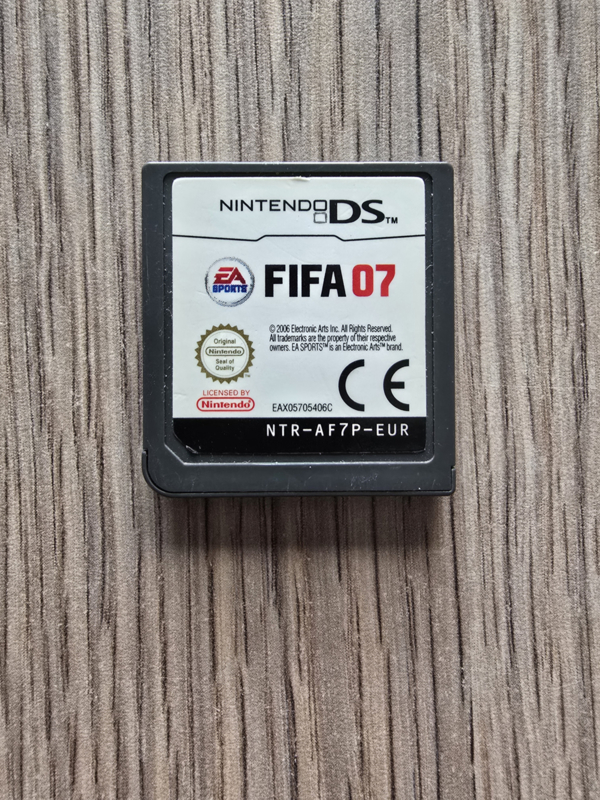 NINTENDO DS™
EA SPORTS™ FIFA 07
© 2006 Electronic Arts Inc. All Rights Reserved.
All trademarks are the property of their respective
owners. EA SPORTS™ is an Electronic Arts™ brand.
Original
Nintendo
Seal of
Quality
LICENSED BY
Nintendo
EAX05705406C
CE
NTR-AF7P-EUR